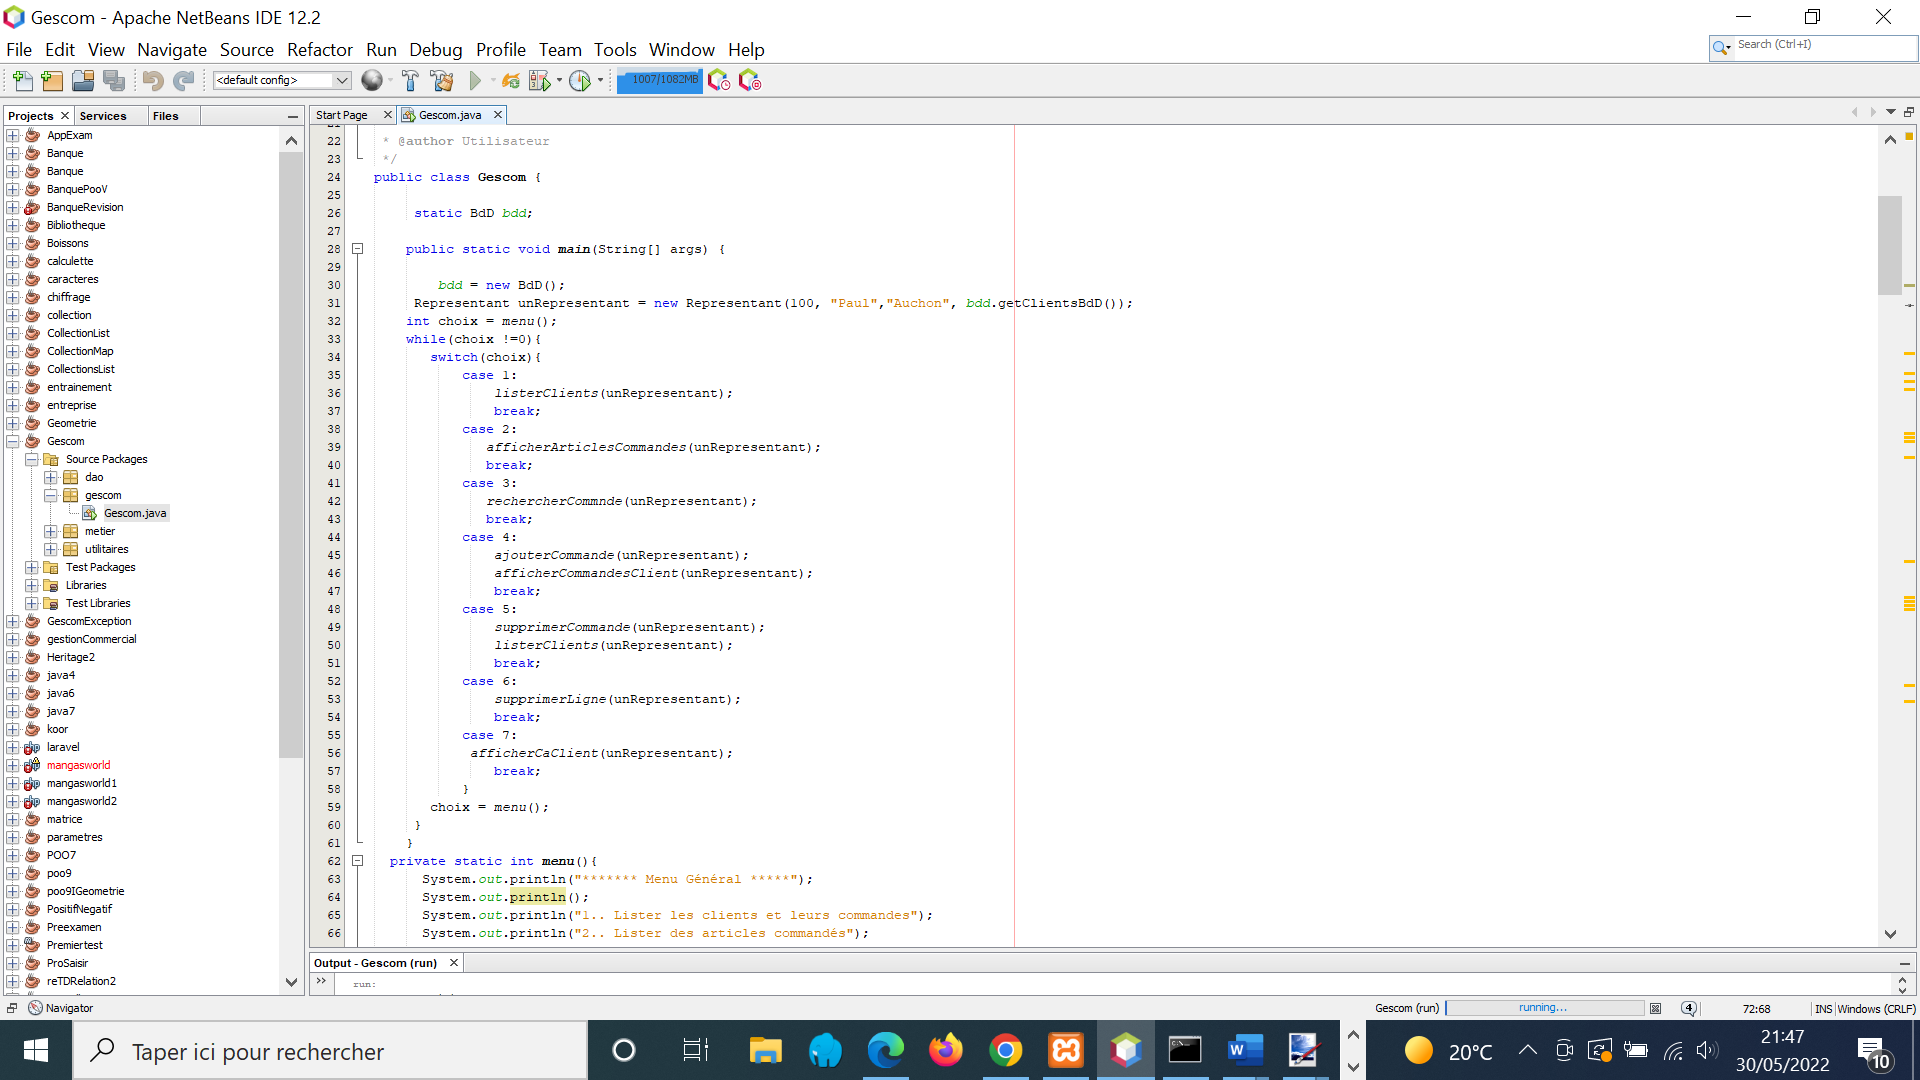 Gescom - Apache NetBeans IDE 12.2
File Edit View Navigate Source Refactor Run Debug Profile Team Tools Window Help
Search (Ctrl+I)
<default config>
1007/1082MB
Projects Services Files
Start Page Gescom.java
AppExam
Banque
Banque
BanquePooV
BanqueRevision
Bibliotheque
Boissons
calculette
caracteres
chiffrage
collection
CollectionList
CollectionMap
CollectionsList
entrainement
entreprise
Geometrie
Gescom
Source Packages
dao
gescom
Gescom.java
metier
utilitaires
Test Packages
Libraries
Test Libraries
GescomException
gestionCommercial
Heritage2
java4
java6
java7
koor
laravel
mangasworld
mangasworld1
mangasworld2
matrice
parametres
POO7
poo9
poo9IGeometrie
PositifNegatif
Preexamen
Premiertest
ProSaisir
reTDRelation2
22 * @author Utilisateur
23 */
24 public class Gescom {
25
26 static BdD bdd;
27
28 public static void main(String[] args) {
29
30 bdd = new BdD();
31 Representant unRepresentant = new Representant(100, "Paul","Auchon", bdd.getClientsBdD());
32 int choix = menu();
33 while(choix !=0){
34 switch(choix){
35 case 1:
36 listerClients(unRepresentant);
37 break;
38 case 2:
39 afficherArticlesCommandes(unRepresentant);
40 break;
41 case 3:
42 rechercherCommnde(unRepresentant);
43 break;
44 case 4:
45 ajouterCommande(unRepresentant);
46 afficherCommandesClient(unRepresentant);
47 break;
48 case 5:
49 supprimerCommande(unRepresentant);
50 listerClients(unRepresentant);
51 break;
52 case 6:
53 supprimerLigne(unRepresentant);
54 break;
55 case 7:
56 afficherCaClient(unRepresentant);
57 break;
58 }
59 choix = menu();
60 }
61 }
62 private static int menu(){
63 System.out.println("******* Menu Général *****");
64 System.out.println();
65 System.out.println("1.. Lister les clients et leurs commandes");
66 System.out.println("2.. Lister des articles commandés");
Output - Gescom (run)
run:
Navigator
Gescom (run) running... 4 72:68 INS Windows (CRLF)
Taper ici pour rechercher
20°C
21:47
30/05/2022
10